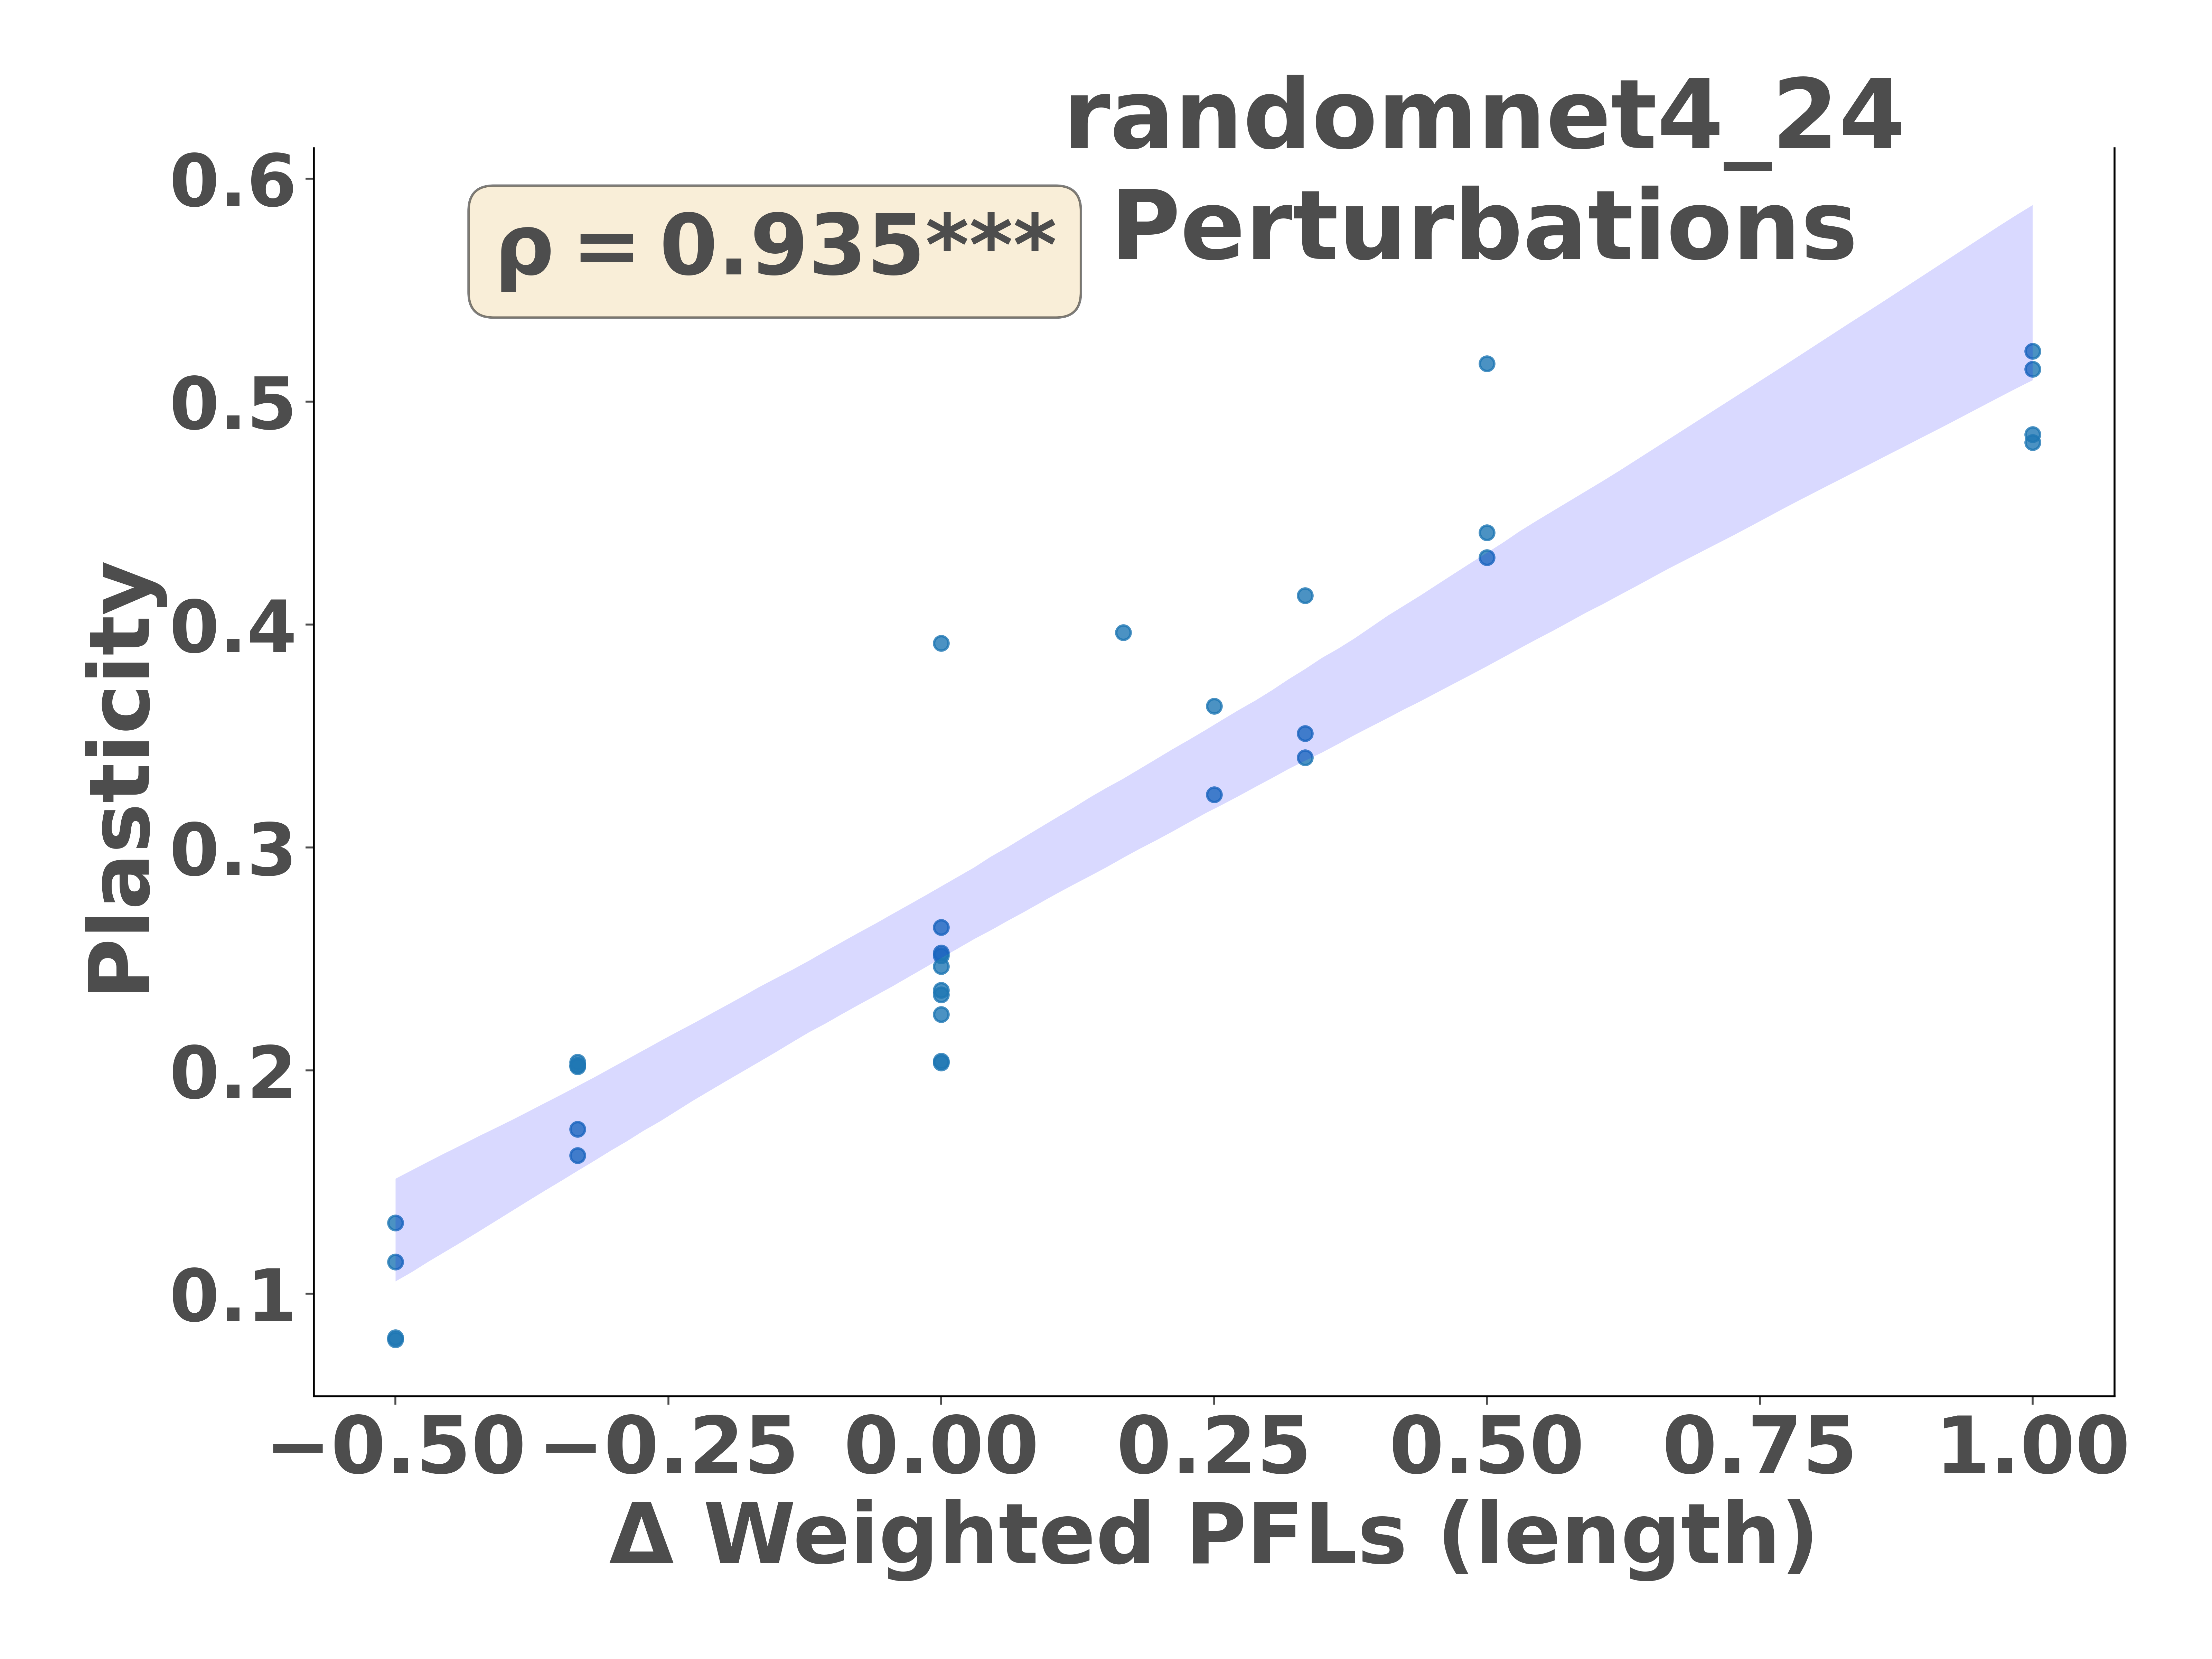 randomnet4_24
Perturbations
ρ = 0.935***
Plasticity
0.6
0.5
0.4
0.3
0.2
0.1
−0.50 −0.25 0.00 0.25 0.50 0.75 1.00
Δ Weighted PFLs (length)